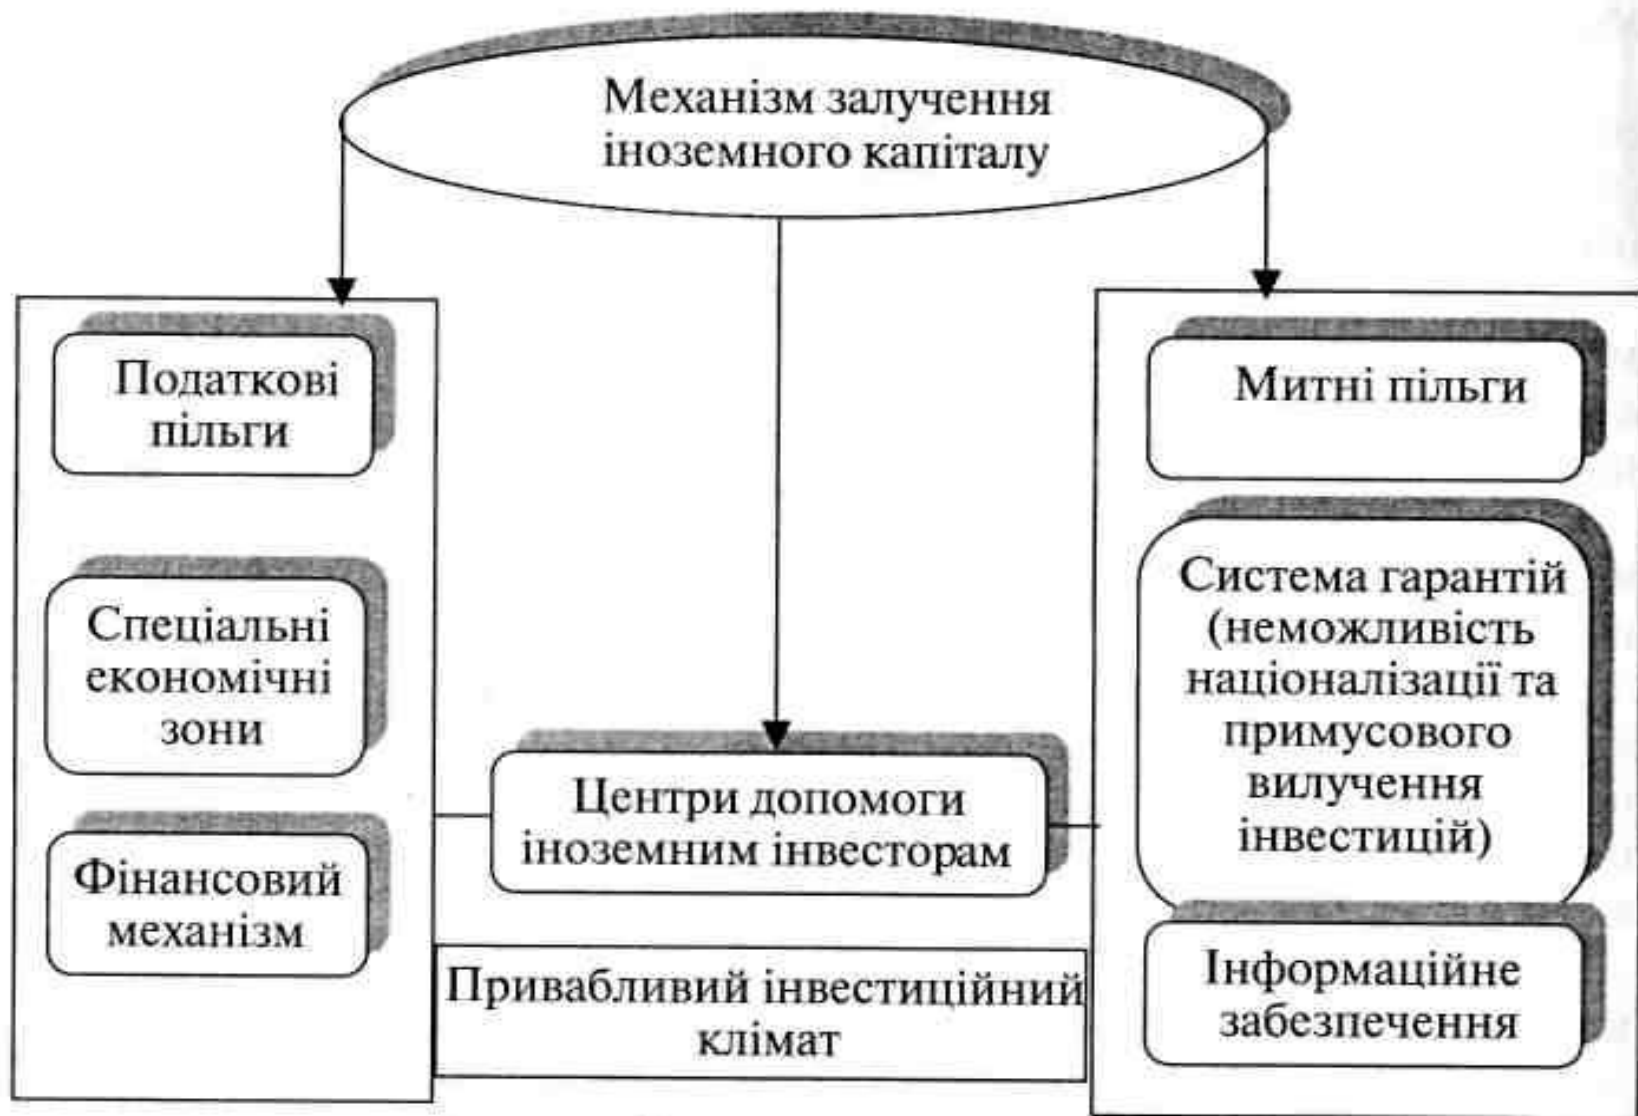 Механізм залучення
іноземного капіталу
Податкові
пільги
Спеціальні
економічні
зони
Фінансовий
механізм
Центри допомоги
іноземним інвесторам
Привабливий інвестиційний
клімат
Митні пільги
Система гарантій
(неможливість
націоналізації та
примусового
вилучення
інвестицій)
Інформаційне
забезпечення